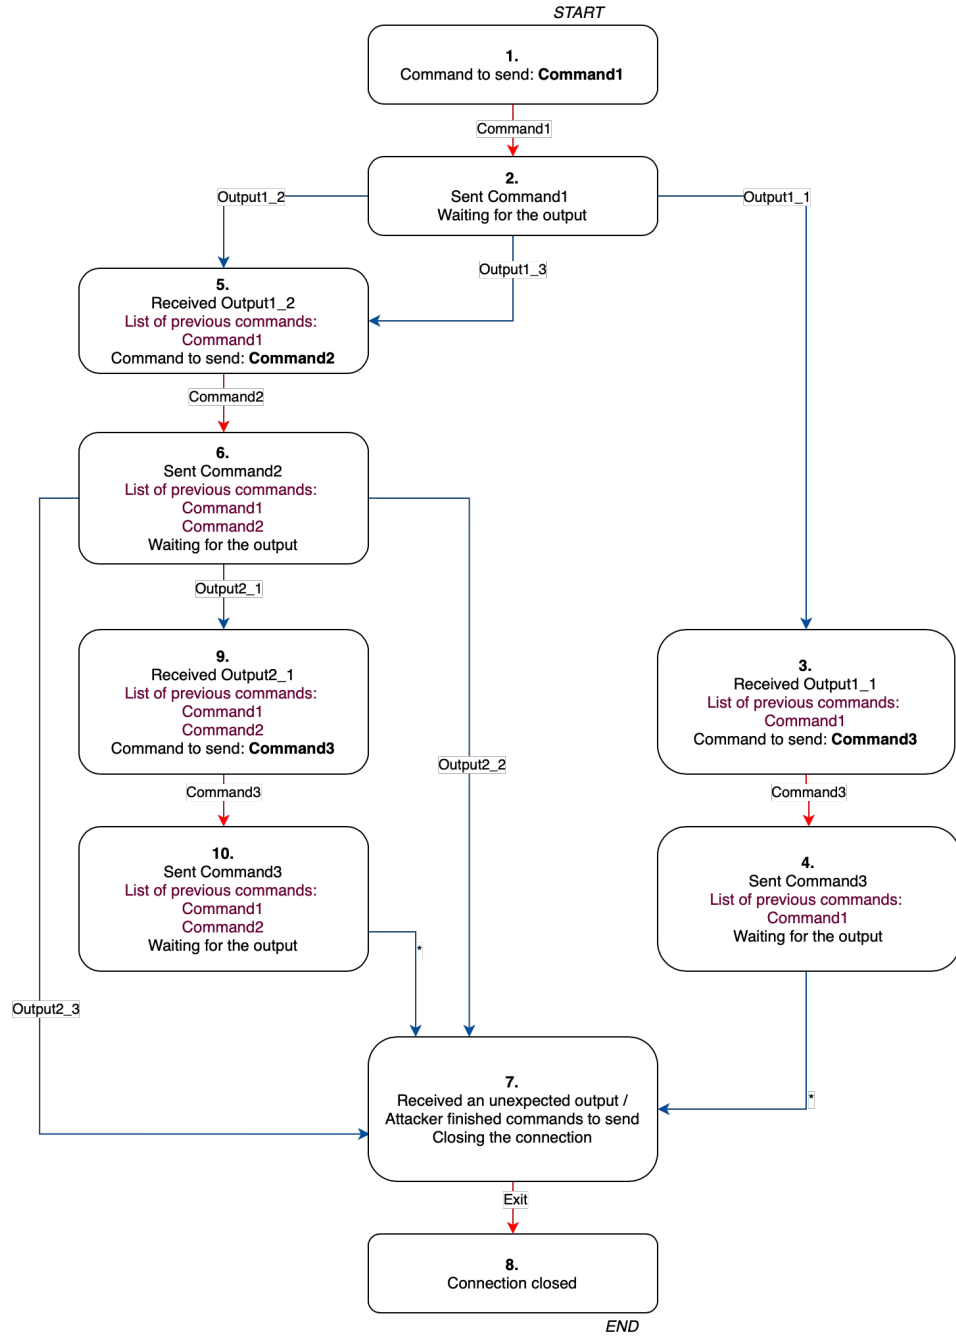 START
1.
Command to send: Command1
Command1
2.
Sent Command1
Waiting for the output
Output1_2
Output1_1
Output1_3
5.
Received Output1_2
List of previous commands:
Command1
Command to send: Command2
Command2
6.
Sent Command2
List of previous commands:
Command1
Command2
Waiting for the output
Output2_1
9.
Received Output2_1
List of previous commands:
Command1
Command2
Command to send: Command3
3.
Received Output1_1
List of previous commands:
Command1
Command to send: Command3
Output2_2
Command3
Command3
10.
Sent Command3
List of previous commands:
Command1
Command2
Waiting for the output
4.
Sent Command3
List of previous commands:
Command1
Waiting for the output
*
Output2_3
7.
Received an unexpected output /
Attacker finished commands to send
Closing the connection
*
Exit
8.
Connection closed
END